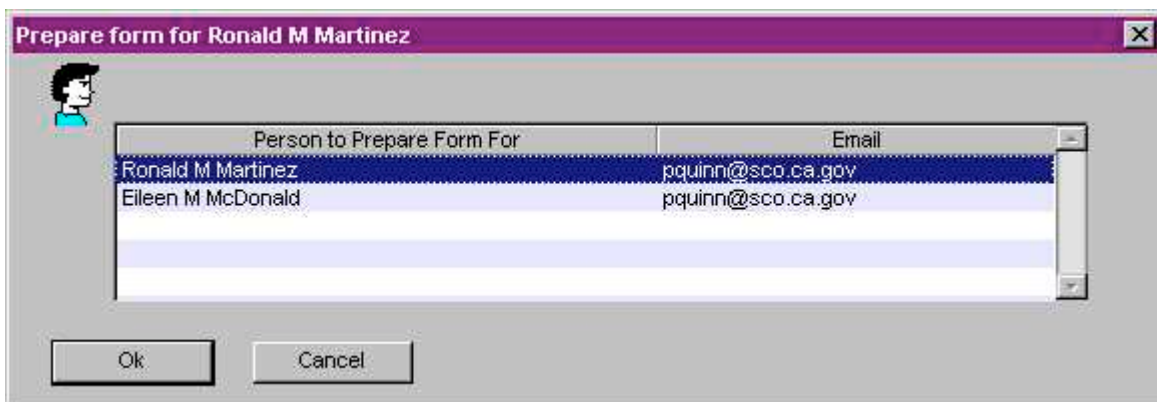 Prepare form for Ronald M Martinez
Person to Prepare Form For Email
Ronald M Martinez pquinn@sco.ca.gov
Eileen M McDonald pquinn@sco.ca.gov
Ok Cancel